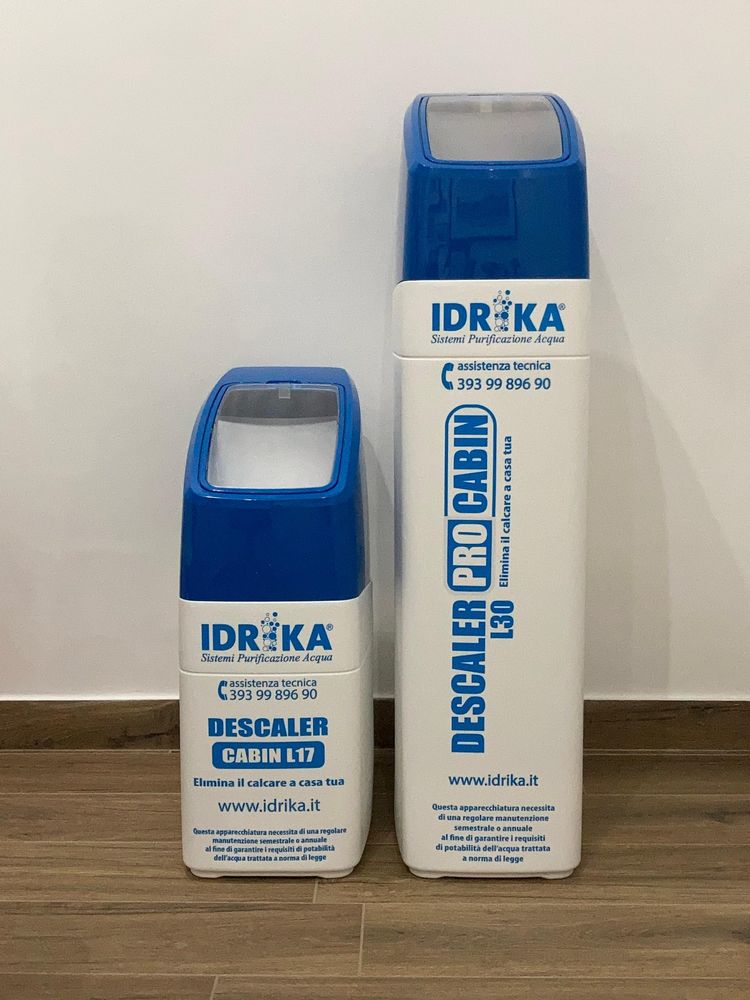 IDRIKA®
Sistemi Purificazione Acqua
assistenza tecnica
393 99 896 90
DESCALER
CABIN L17
Elimina il calcare a casa tua
www.idrika.it
Questa apparecchiatura necessita di una regolare
manutenzione semestrale o annuale
al fine di garantire i requisiti di potabilità
dell'acqua trattata a norma di legge
IDRIKA®
Sistemi Purificazione Acqua
assistenza tecnica
393 99 896 90
DESCALER PRO CABIN
L30
Elimina il calcare a casa tua
www.idrika.it
Questa apparecchiatura necessita
di una regolare manutenzione
semestrale o annuale
al fine di garantire i requisiti
di potabilità dell'acqua trattata
a norma di legge